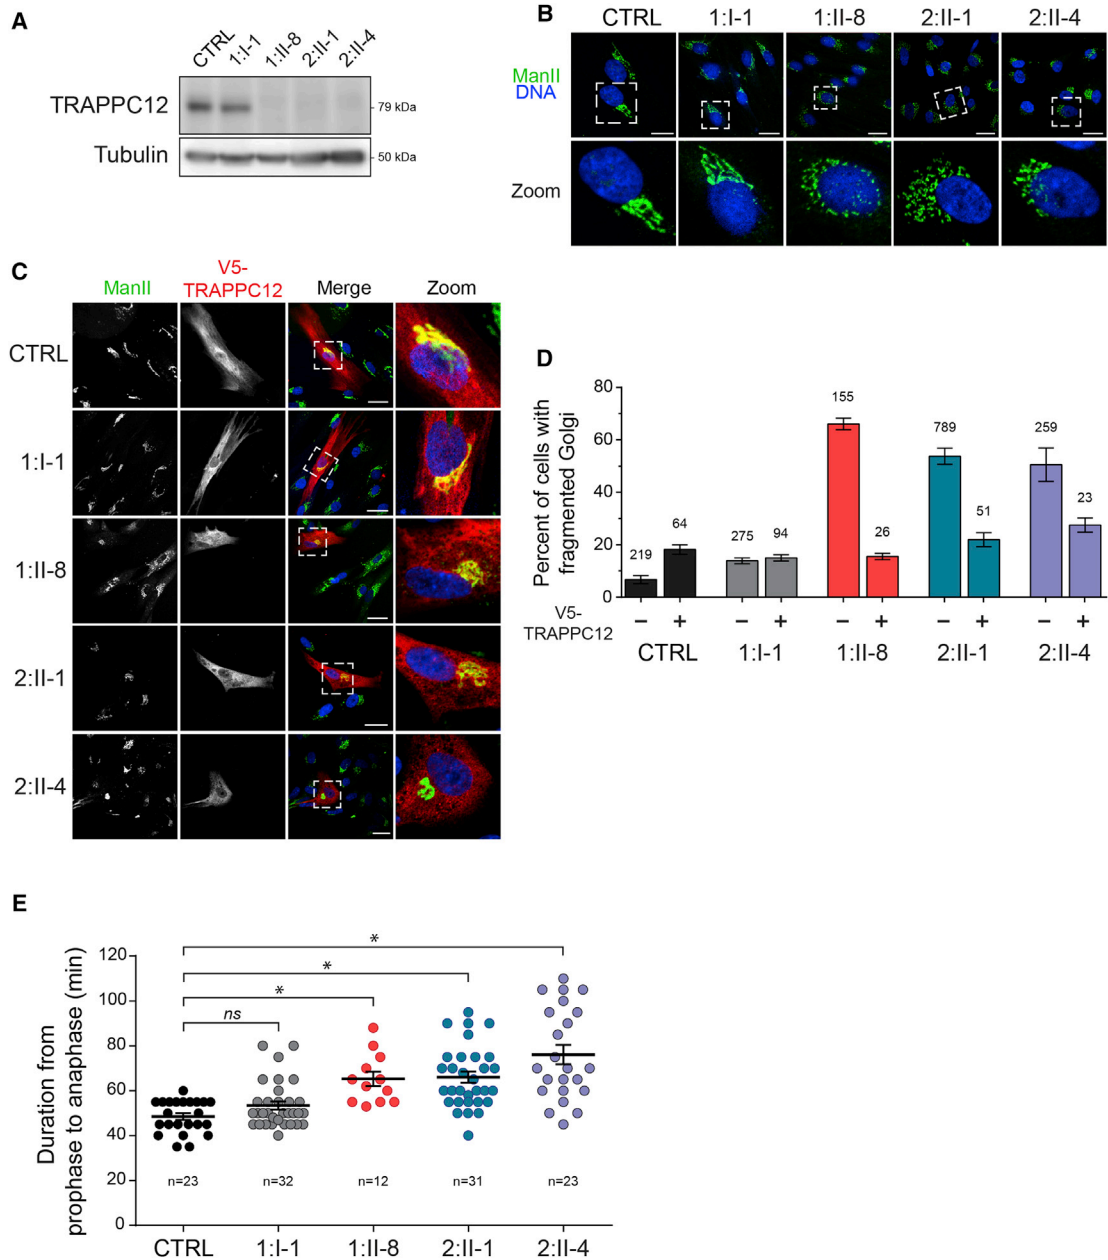 A
CTRL 1:I-1 1:II-8 2:II-1 2:II-4
TRAPPC12
79 kDa
Tubulin
50 kDa
B
CTRL 1:I-1 1:II-8 2:II-1 2:II-4
ManII
DNA
Zoom
C
ManII V5-TRAPPC12 Merge Zoom
CTRL
1:I-1
1:II-8
2:II-1
2:II-4
D
Percent of cells with
fragmented Golgi
80
60
40
20
0
219 64 275 94 155 26 789 51 259 23
V5-
TRAPPC12
− + − + − + − + − +
CTRL 1:I-1 1:II-8 2:II-1 2:II-4
E
Duration from
prophase to anaphase (min)
120
100
80
60
40
20
0
*
*
*
ns
n=23 n=32 n=12 n=31 n=23
CTRL 1:I-1 1:II-8 2:II-1 2:II-4